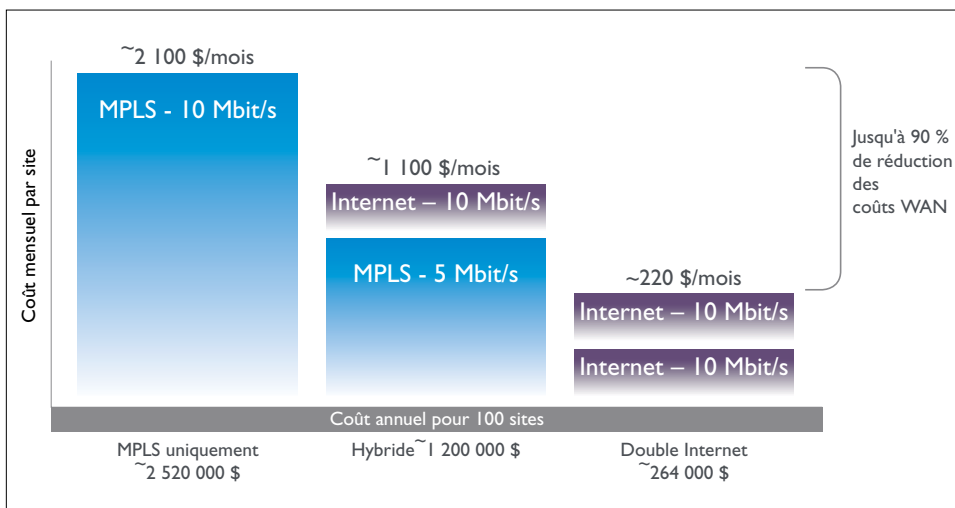 ~2 100 $/mois
MPLS - 10 Mbit/s
~1 100 $/mois
Internet – 10 Mbit/s
MPLS - 5 Mbit/s
~220 $/mois
Internet – 10 Mbit/s
Internet – 10 Mbit/s
Jusqu'à 90 %
de réduction
des
coûts WAN
Coût mensuel par site
Coût annuel pour 100 sites
MPLS uniquement
~2 520 000 $
Hybride~1 200 000 $
Double Internet
~264 000 $